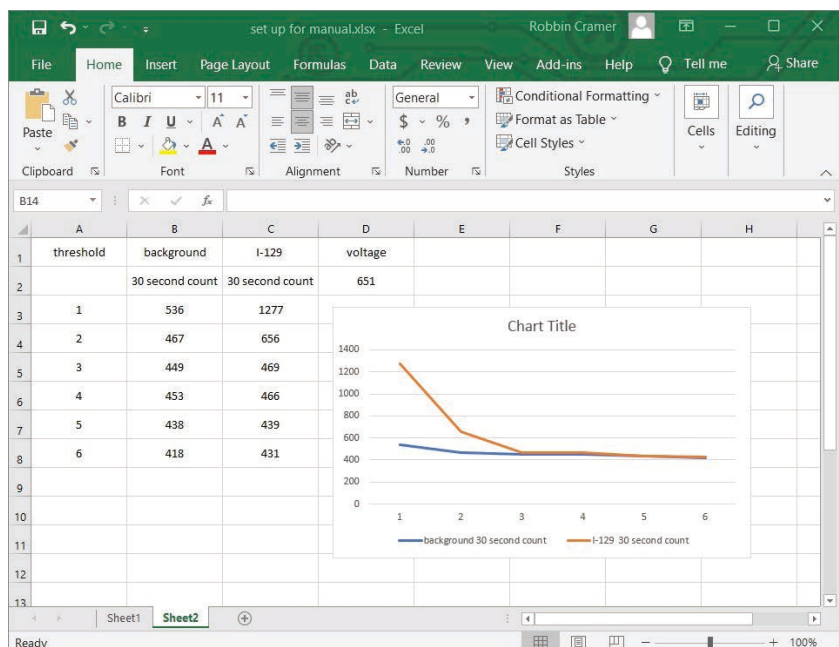 set up for manual.xlsx - Excel
Robbin Cramer
File Home Insert Page Layout Formulas Data Review View Add-ins Help Tell me Share
Paste
Clipboard
Calibri 11
B I U A A
A
Font
ab
Alignment
General
$ % ,
.00 .0 .00 .0
Number
Conditional Formatting
Format as Table
Cell Styles
Styles
Cells
Editing
B14 fx
A B C D E F G H
1 threshold background I-129 voltage
2 30 second count 30 second count 651
3 1 536 1277
4 2 467 656
5 3 449 469
6 4 453 466
7 5 438 439
8 6 418 431
9
10
11
12
13
Chart Title
1400
1200
1000
800
600
400
200
0
1 2 3 4 5 6
background 30 second count I-129 30 second count
Sheet1 Sheet2
Ready 100%